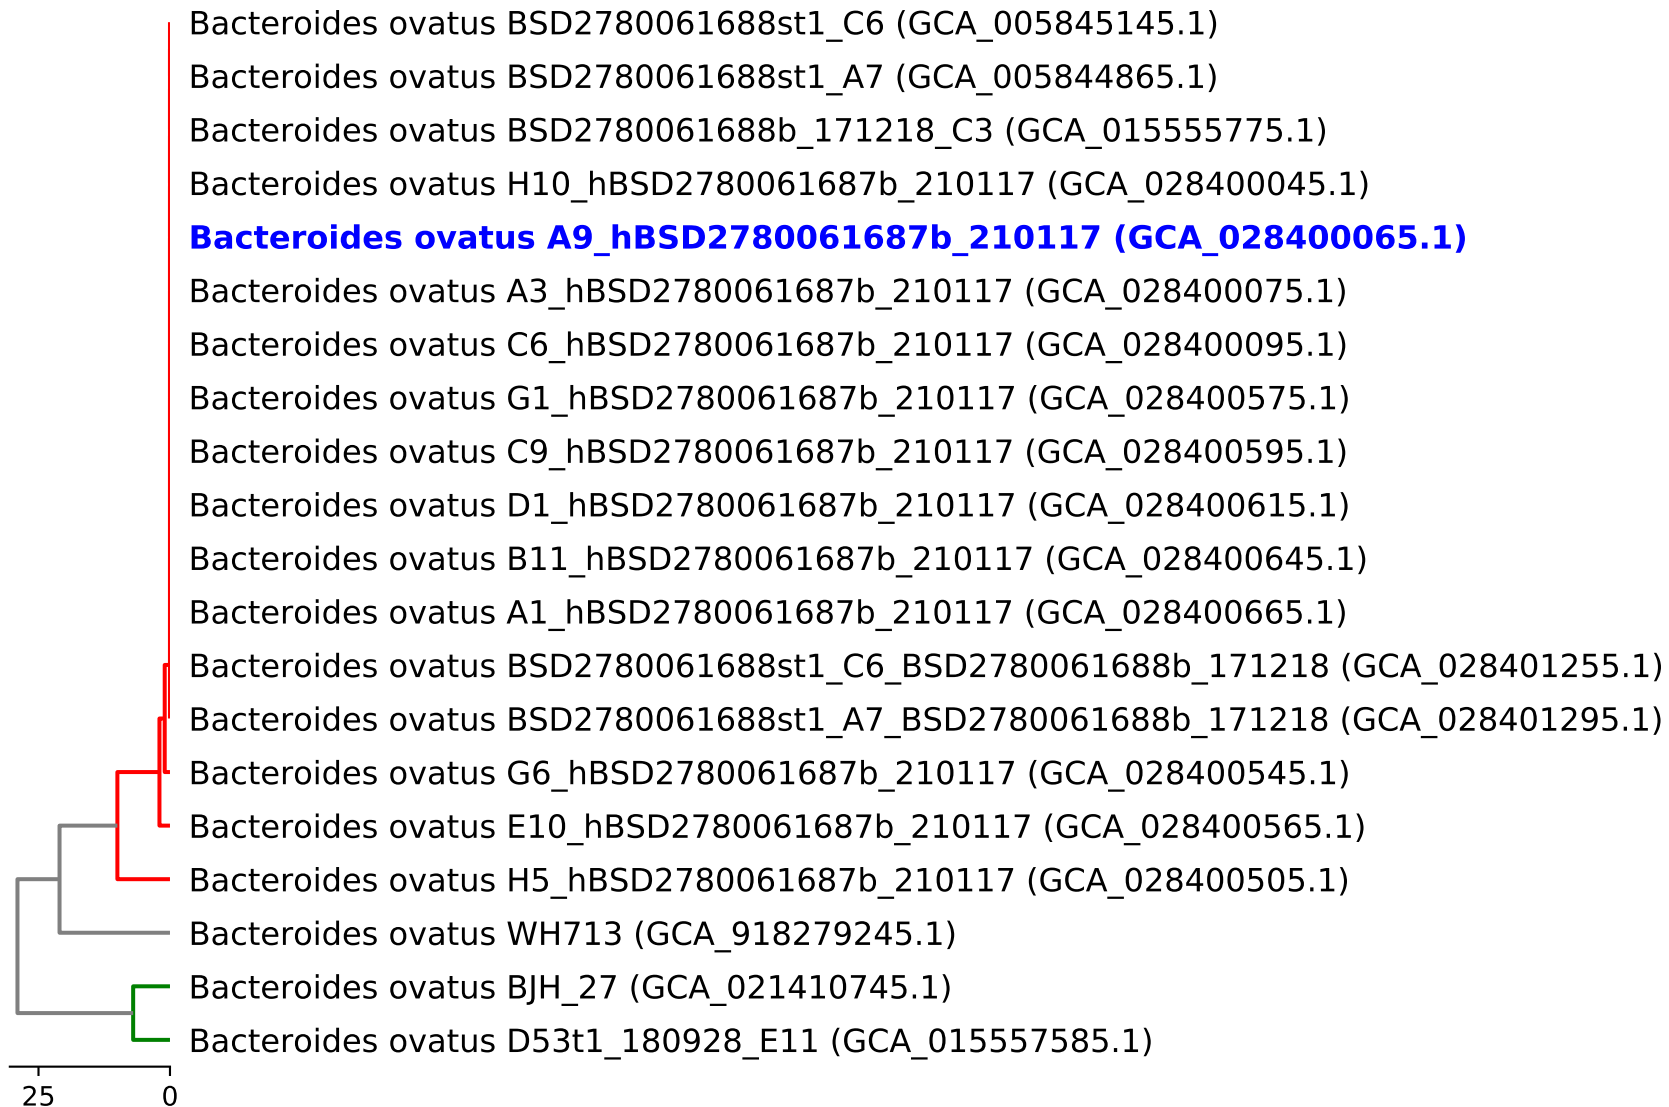 Bacteroides ovatus BSD2780061688st1_C6 (GCA_005845145.1)
Bacteroides ovatus BSD2780061688st1_A7 (GCA_005844865.1)
Bacteroides ovatus BSD2780061688b_171218_C3 (GCA_015555775.1)
Bacteroides ovatus H10_hBSD2780061687b_210117 (GCA_028400045.1)
Bacteroides ovatus A9_hBSD2780061687b_210117 (GCA_028400065.1)
Bacteroides ovatus A3_hBSD2780061687b_210117 (GCA_028400075.1)
Bacteroides ovatus C6_hBSD2780061687b_210117 (GCA_028400095.1)
Bacteroides ovatus G1_hBSD2780061687b_210117 (GCA_028400575.1)
Bacteroides ovatus C9_hBSD2780061687b_210117 (GCA_028400595.1)
Bacteroides ovatus D1_hBSD2780061687b_210117 (GCA_028400615.1)
Bacteroides ovatus B11_hBSD2780061687b_210117 (GCA_028400645.1)
Bacteroides ovatus A1_hBSD2780061687b_210117 (GCA_028400665.1)
Bacteroides ovatus BSD2780061688st1_C6_BSD2780061688b_171218 (GCA_028401255.1)
Bacteroides ovatus BSD2780061688st1_A7_BSD2780061688b_171218 (GCA_028401295.1)
Bacteroides ovatus G6_hBSD2780061687b_210117 (GCA_028400545.1)
Bacteroides ovatus E10_hBSD2780061687b_210117 (GCA_028400565.1)
Bacteroides ovatus H5_hBSD2780061687b_210117 (GCA_028400505.1)
Bacteroides ovatus WH713 (GCA_918279245.1)
Bacteroides ovatus BJH_27 (GCA_021410745.1)
Bacteroides ovatus D53t1_180928_E11 (GCA_015557585.1)
25 0